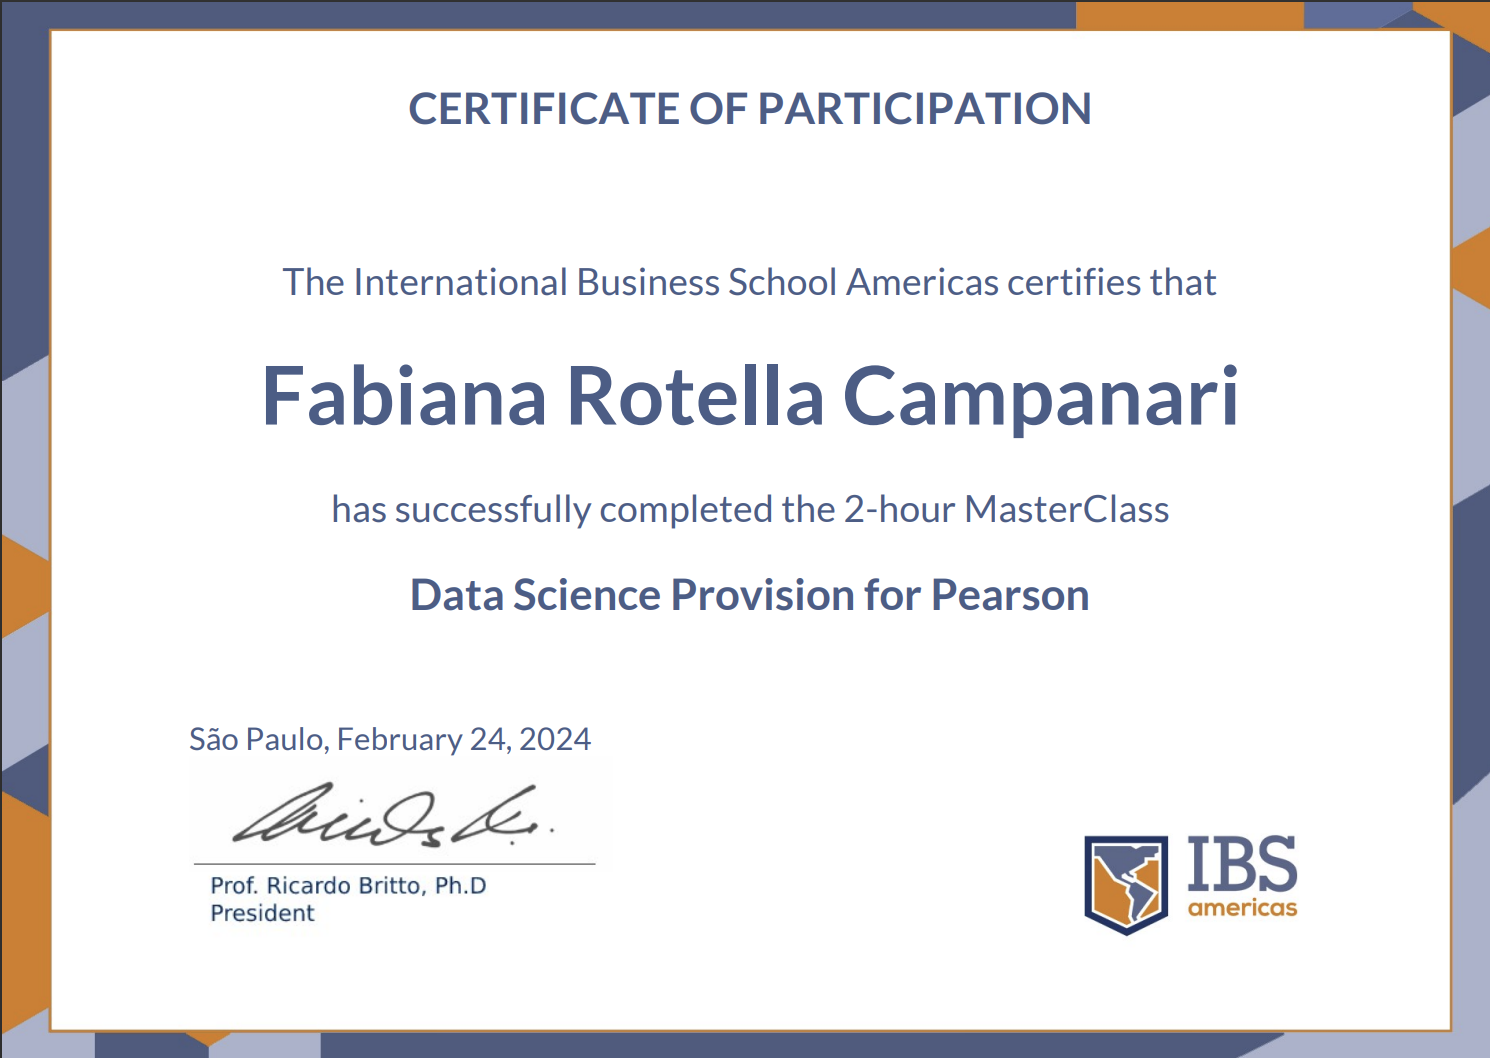 CERTIFICATE OF PARTICIPATION
The International Business School Americas certifies that
Fabiana Rotella Campanari
has successfully completed the 2-hour MasterClass
Data Science Provision for Pearson
São Paulo, February 24, 2024
Prof. Ricardo Britto, Ph.D
President
IBS
americas